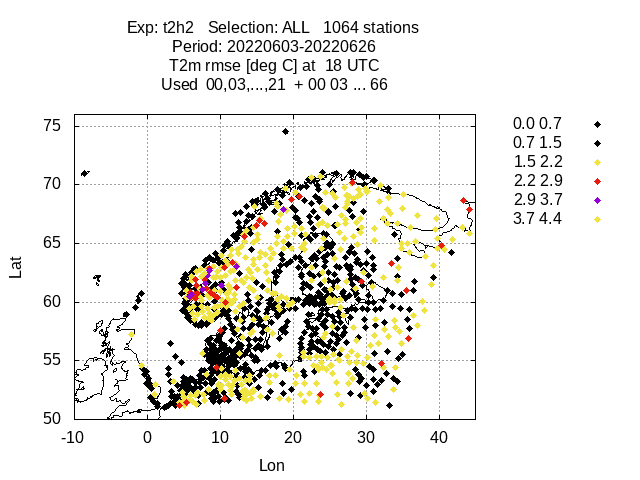 Exp: t2h2   Selection: ALL   1064 stations
Period: 20220603-20220626
T2m rmse [deg C] at  18 UTC
Used  00,03,...,21  + 00 03 ... 66
75
70
65
60
55
50
-10 0 10 20 30 40
Lat
Lon
0.0 0.7
0.7 1.5
1.5 2.2
2.2 2.9
2.9 3.7
3.7 4.4